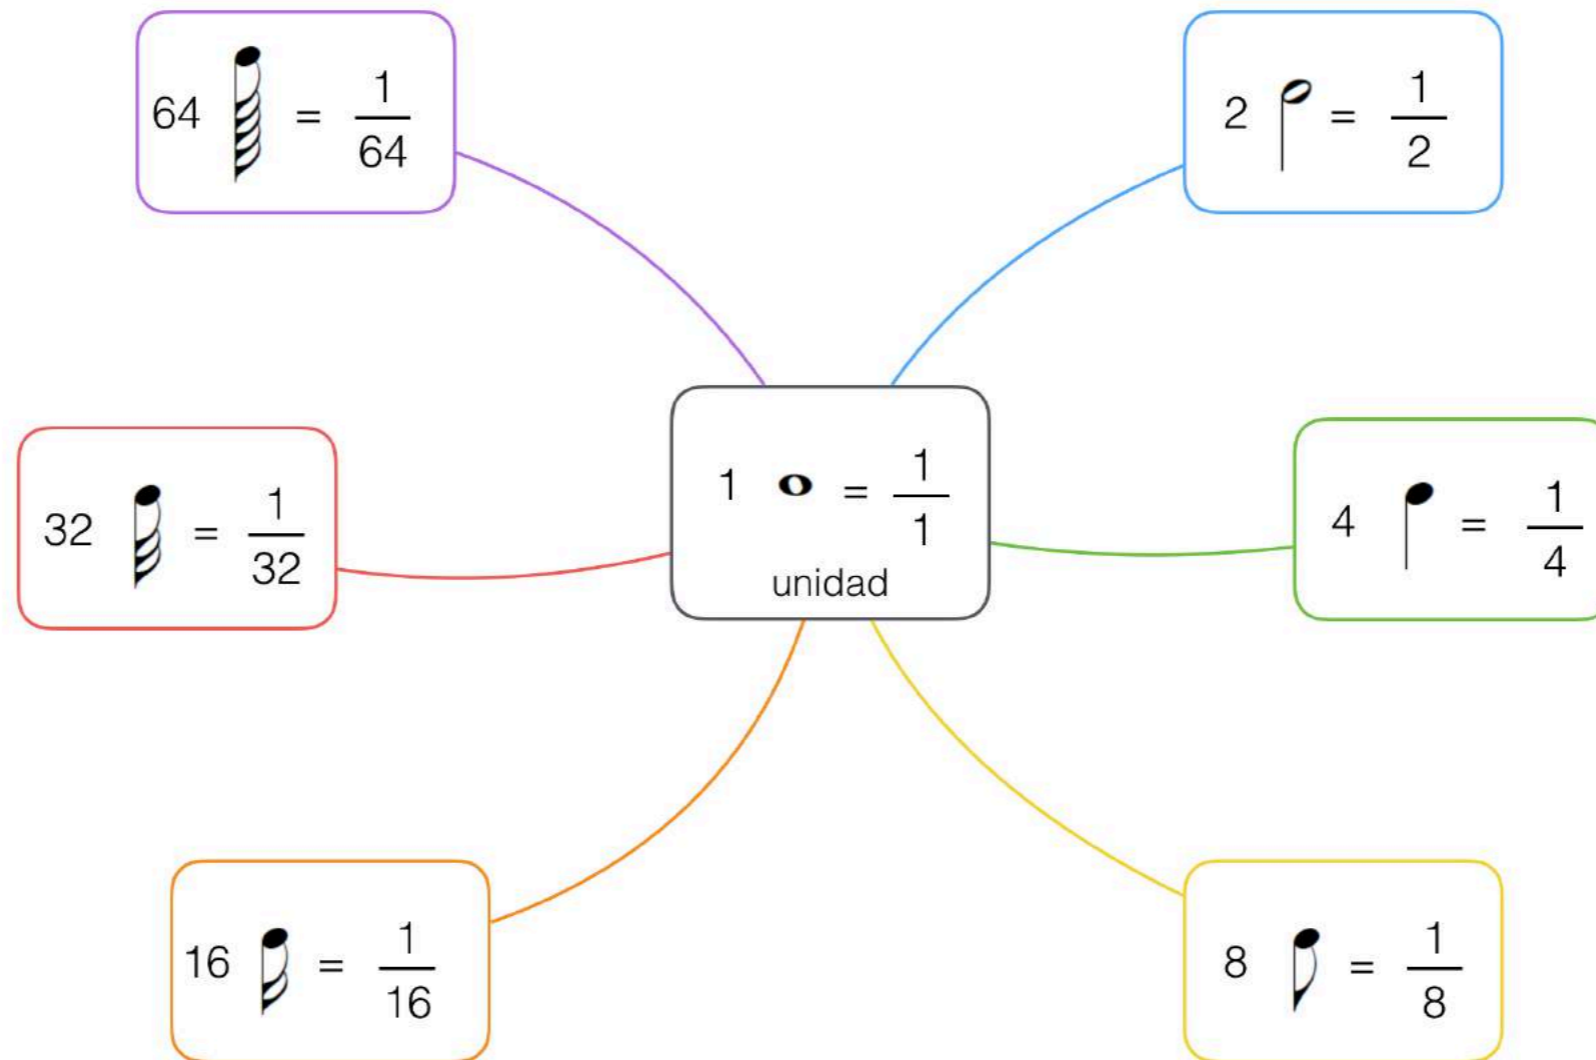 64 = 1/64
2 = 1/2
1 = 1/1
unidad
32 = 1/32
4 = 1/4
16 = 1/16
8 = 1/8